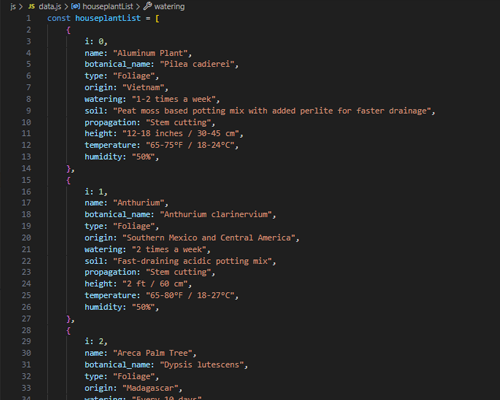 js > JS data.js > houseplantList > watering
1 const houseplantList = [
2 {
3 i: 0,
4 name: "Aluminum Plant",
5 botanical_name: "Pilea cadierei",
6 type: "Foliage",
7 origin: "Vietnam",
8 watering: "1-2 times a week",
9 soil: "Peat moss based potting mix with added perlite for faster drainage",
10 propagation: "Stem cutting",
11 height: "12-18 inches / 30-45 cm",
12 temperature: "65-75°F / 18-24°C",
13 humidity: "50%",
14 },
15 {
16 i: 1,
17 name: "Anthurium",
18 botanical_name: "Anthurium clarinervium",
19 type: "Foliage",
20 origin: "Southern Mexico and Central America",
21 watering: "2 times a week",
22 soil: "Fast-draining acidic potting mix",
23 propagation: "Stem cutting",
24 height: "2 ft / 60 cm",
25 temperature: "65-80°F / 18-27°C",
26 humidity: "50%",
27 },
28 {
29 i: 2,
30 name: "Areca Palm Tree",
31 botanical_name: "Dypsis lutescens",
32 type: "Foliage",
33 origin: "Madagascar",
34 watering: "Every 10 days"